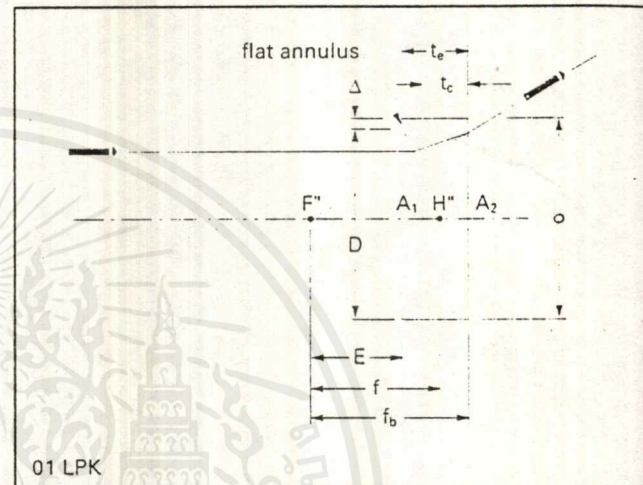 flat annulus
tₑ
Δ
t꜀
F" A₁ H" A₂
D
E
f
f_b
01 LPK